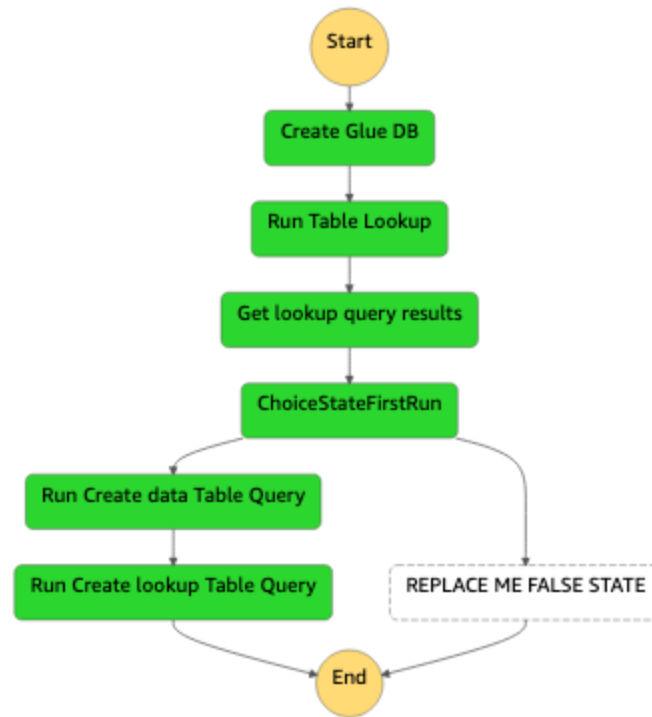 Start
Create Glue DB
Run Table Lookup
Get lookup query results
ChoiceStateFirstRun
Run Create data Table Query
Run Create lookup Table Query
REPLACE ME FALSE STATE
End